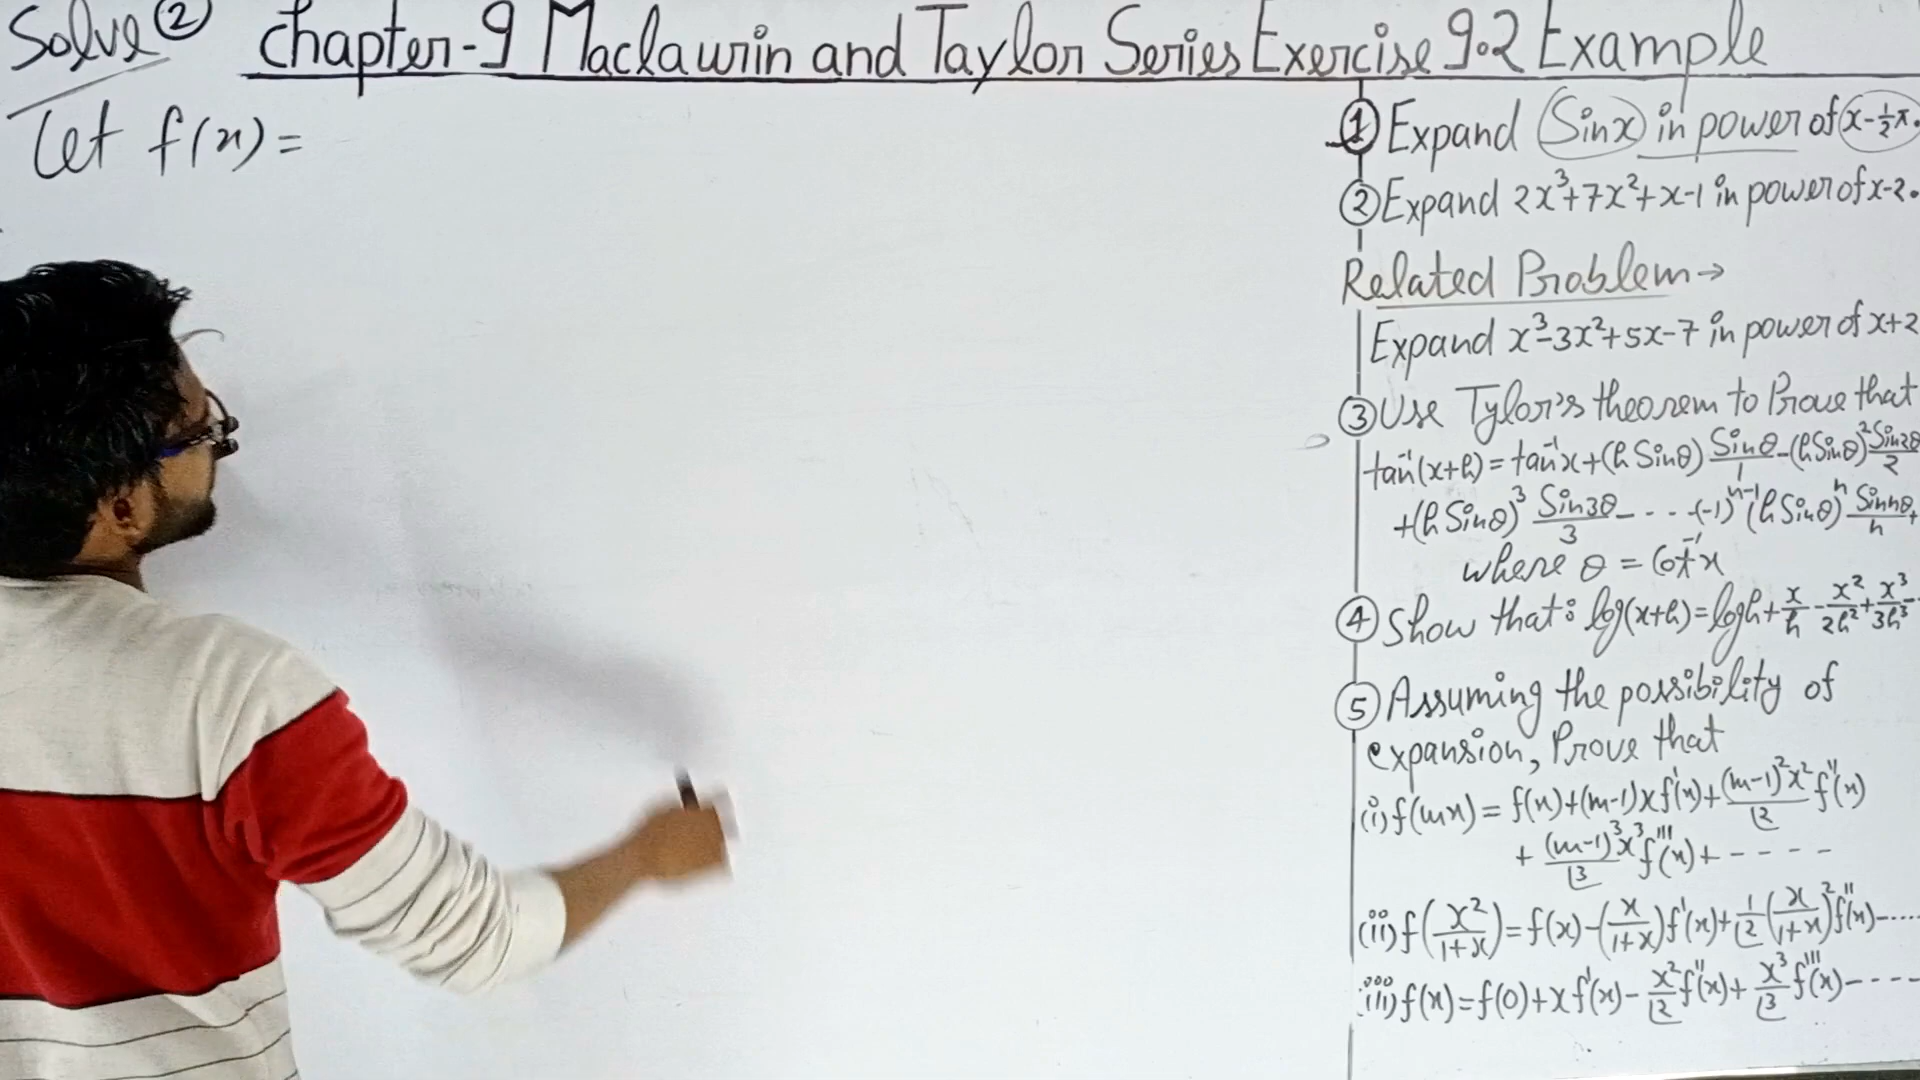 Solve ② Chapter-9 Maclaurin and Taylor Series Exercise 9.2 Example
Let f(x) =
① Expand Sinx in power of x-½π.
② Expand 2x³+7x²+x-1 in power of x-2.
Related Problem→
Expand x³-3x²+5x-7 in power of x+2
③ Use Tylor's theorem to Prove that
tan⁻¹(x+h) = tan⁻¹x+(h Sinθ) Sinθ/1 -(hSinθ)² Sin2θ/2
+(h Sinθ)³ Sin3θ/3 - - - - (-1)ⁿ⁻¹(h Sinθ)ⁿ Sinnθ/n +
where θ = Cot⁻¹x
④ Show that: log(x+h)=logh+x/h - x²/2h² + x³/3h³ --
⑤ Assuming the possibility of
expansion, Prove that
(i) f(mx) = f(x)+(m-1)xf'(x)+(m-1)²x²/⌊2 f''(x)
+ (m-1)³x³/⌊3 f'''(x)+-----
(ii) f(x²/1+x)=f(x)-(x/1+x)f'(x)+1/⌊2(x/1+x)²f''(x)-----
(iii) f(x)=f(0)+xf'(x)-x²/⌊2 f''(x)+x³/⌊3 f'''(x)----